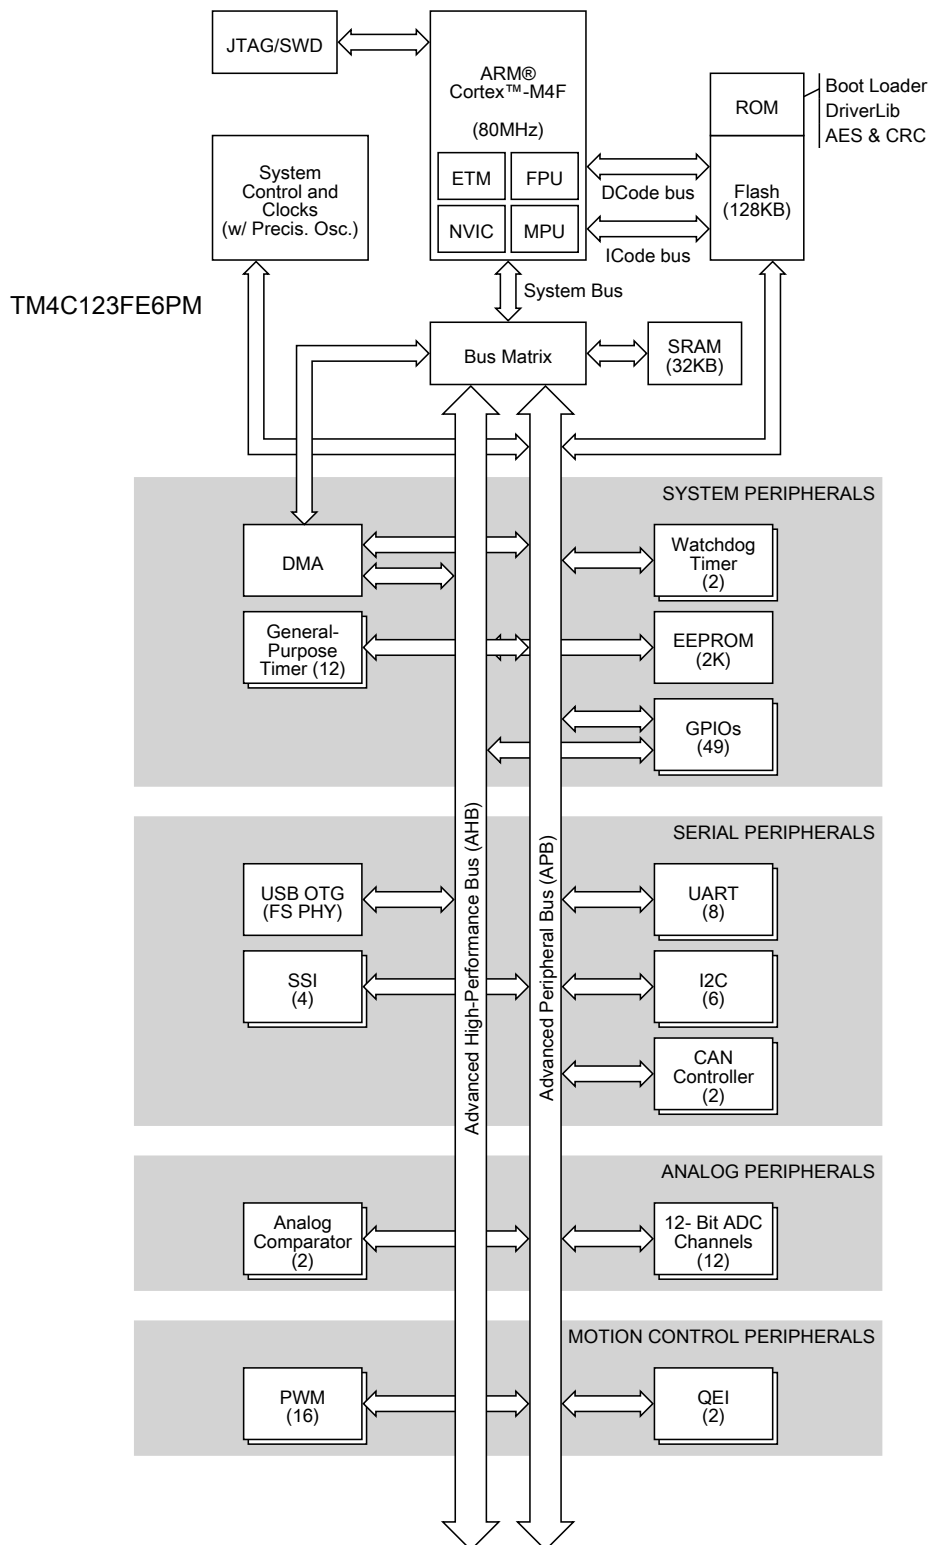 JTAG/SWD
ARM®
Cortex™-M4F
(80MHz)
ETM
FPU
NVIC
MPU
ROM
Boot Loader
DriverLib
AES & CRC
Flash
(128KB)
DCode bus
ICode bus
System
Control and
Clocks
(w/ Precis. Osc.)
System Bus
TM4C123FE6PM
Bus Matrix
SRAM
(32KB)
SYSTEM PERIPHERALS
DMA
Watchdog
Timer
(2)
General-
Purpose
Timer (12)
EEPROM
(2K)
GPIOs
(49)
Advanced High-Performance Bus (AHB)
Advanced Peripheral Bus (APB)
SERIAL PERIPHERALS
USB OTG
(FS PHY)
UART
(8)
SSI
(4)
I2C
(6)
CAN
Controller
(2)
ANALOG PERIPHERALS
Analog
Comparator
(2)
12- Bit ADC
Channels
(12)
MOTION CONTROL PERIPHERALS
PWM
(16)
QEI
(2)